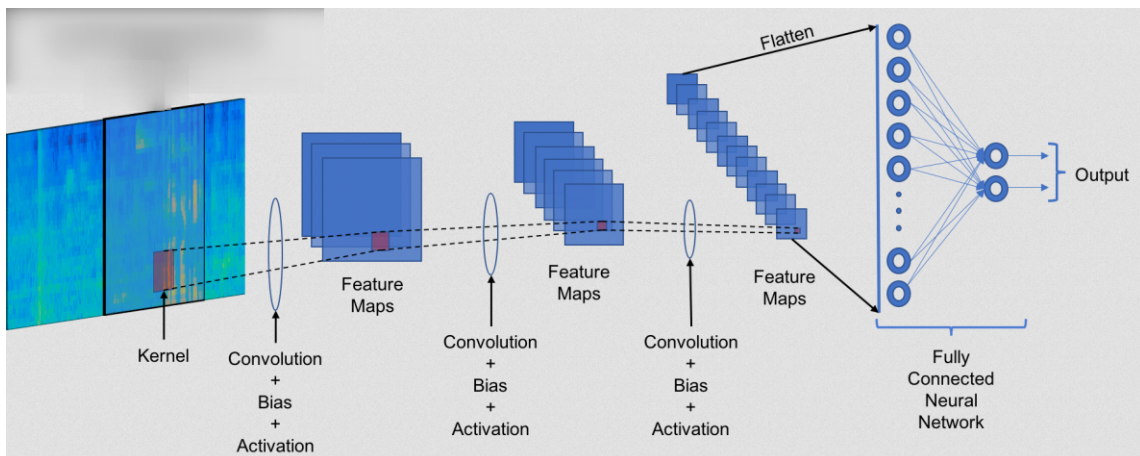 Flatten
Output
Feature
Maps
Feature
Maps
Feature
Maps
Kernel
Convolution
+
Bias
+
Activation
Convolution
+
Bias
+
Activation
Convolution
+
Bias
+
Activation
Fully
Connected
Neural
Network